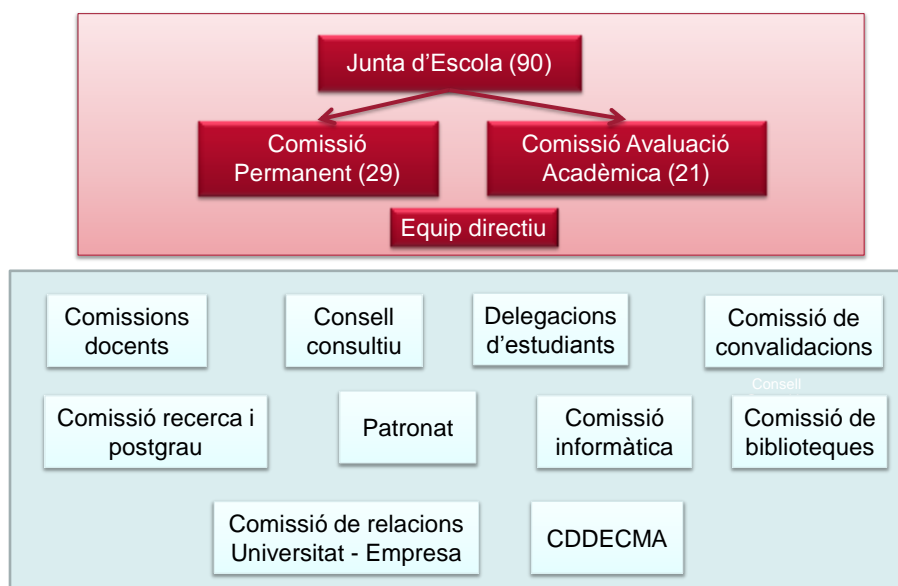 Junta d'Escola (90)
Comissió
Permanent (29)
Comissió Avaluació
Acadèmica (21)
Equip directiu
Comissions
docents
Consell
consultiu
Delegacions
d'estudiants
Comissió de
convalidacions
Consell
Comissió recerca i
postgrau
Patronat
Comissió
informàtica
Comissió de
biblioteques
Comissió de relacions
Universitat - Empresa
CDDECMA